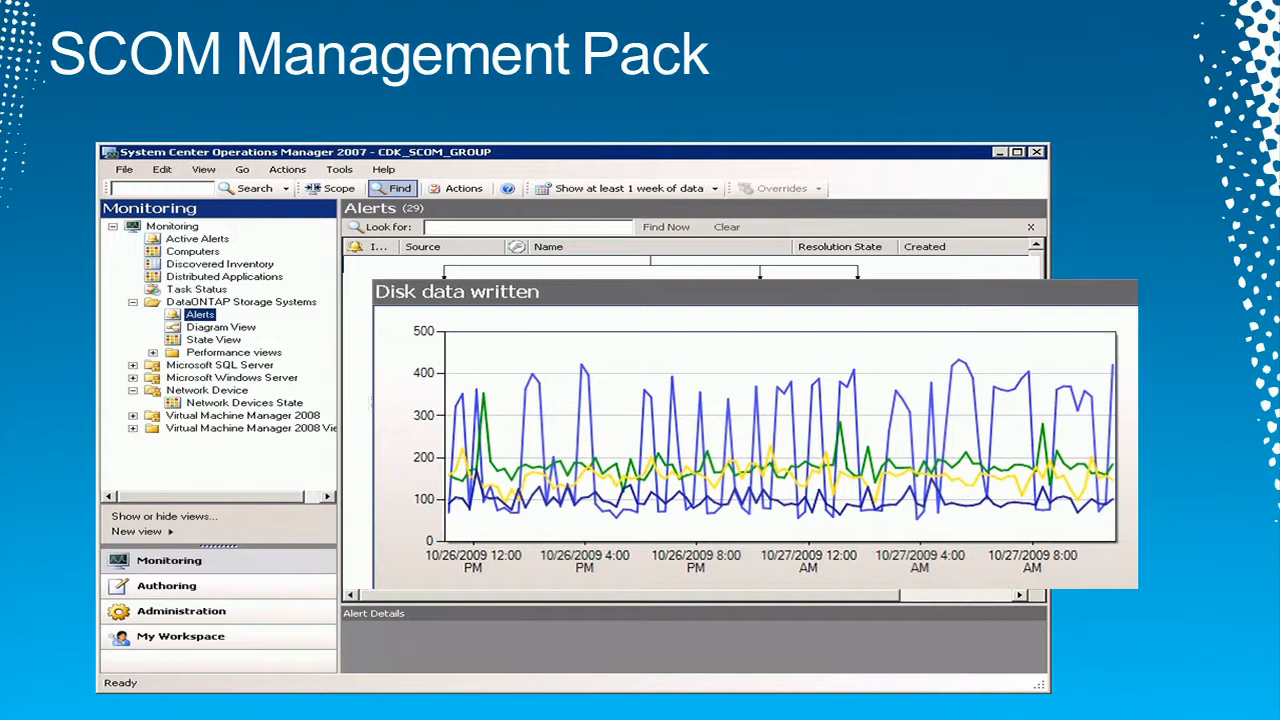 SCOM Management Pack
System Center Operations Manager 2007 - CDK_SCOM_GROUP
File Edit View Go Actions Tools Help
Search Scope Find Actions Show at least 1 week of data Overrides
Monitoring
Monitoring
Active Alerts
Computers
Discovered Inventory
Distributed Applications
Task Status
DataONTAP Storage Systems
Alerts
Diagram View
State View
Performance views
Microsoft SQL Server
Microsoft Windows Server
Network Device
Network Devices State
Virtual Machine Manager 2008
Virtual Machine Manager 2008 Vie
Show or hide views...
New view
Monitoring
Authoring
Administration
My Workspace
Alerts (29)
Look for: Find Now Clear x
I... Source Name Resolution State Created
Disk data written
500
400
300
200
100
0
10/26/2009 12:00 PM
10/26/2009 4:00 PM
10/26/2009 8:00 PM
10/27/2009 12:00 AM
10/27/2009 4:00 AM
10/27/2009 8:00 AM
Alert Details
Ready